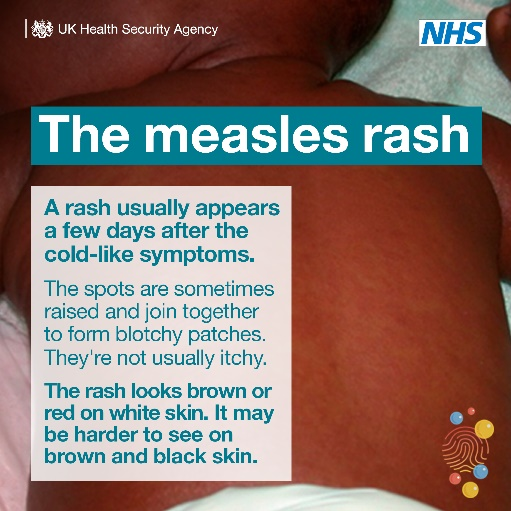 UK Health Security Agency
NHS
The measles rash
A rash usually appears
a few days after the
cold-like symptoms.
The spots are sometimes
raised and join together
to form blotchy patches.
They're not usually itchy.
The rash looks brown or
red on white skin. It may
be harder to see on
brown and black skin.